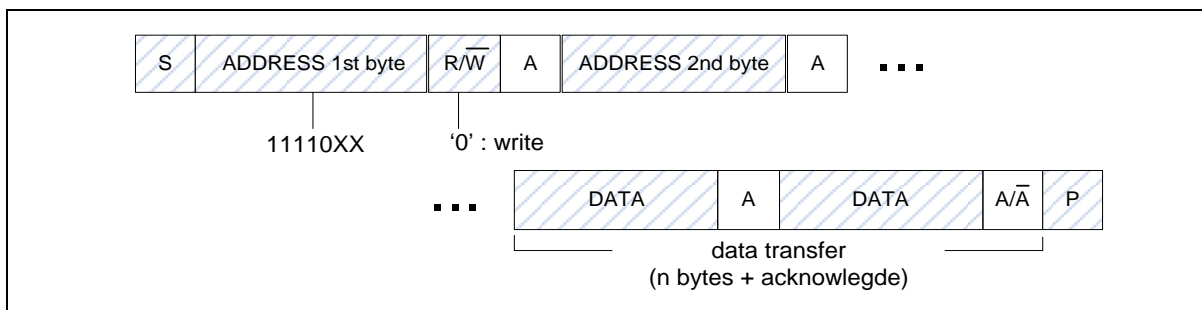 S ADDRESS 1st byte R/W̅ A ADDRESS 2nd byte A ...
11110XX '0' : write
... DATA A DATA A/A̅ P
data transfer
(n bytes + acknowlegde)